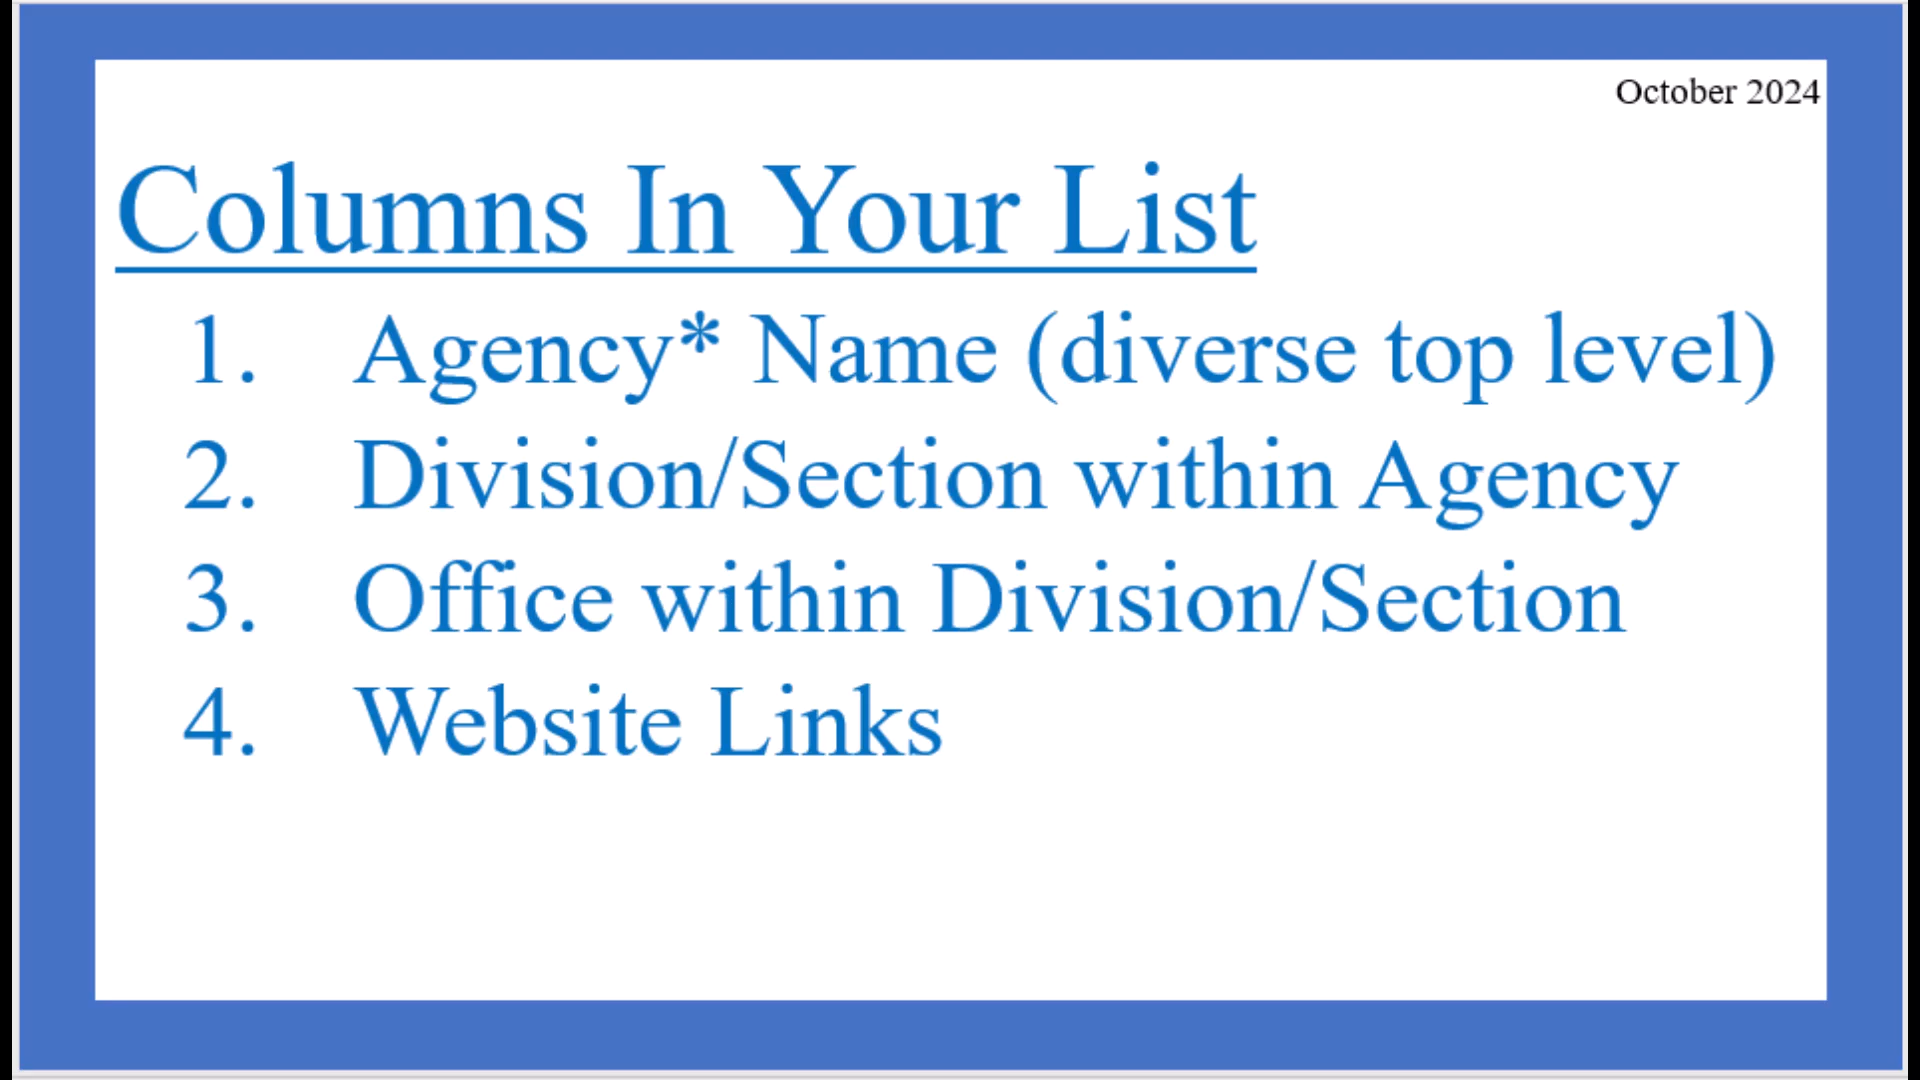 October 2024
Columns In Your List
1. Agency* Name (diverse top level)
2. Division/Section within Agency
3. Office within Division/Section
4. Website Links